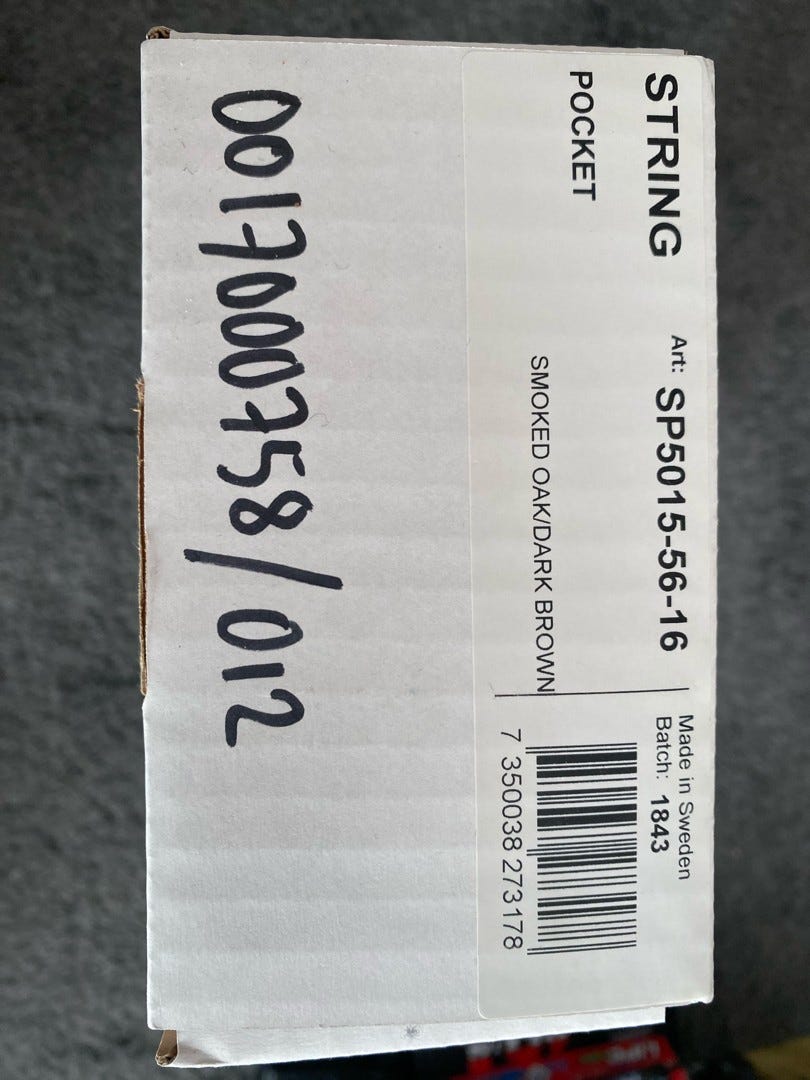 STRING
POCKET
Art: SP5015-56-16
SMOKED OAK/DARK BROWN
Made in Sweden
Batch: 1843
7 350038 273178
0017000758/012